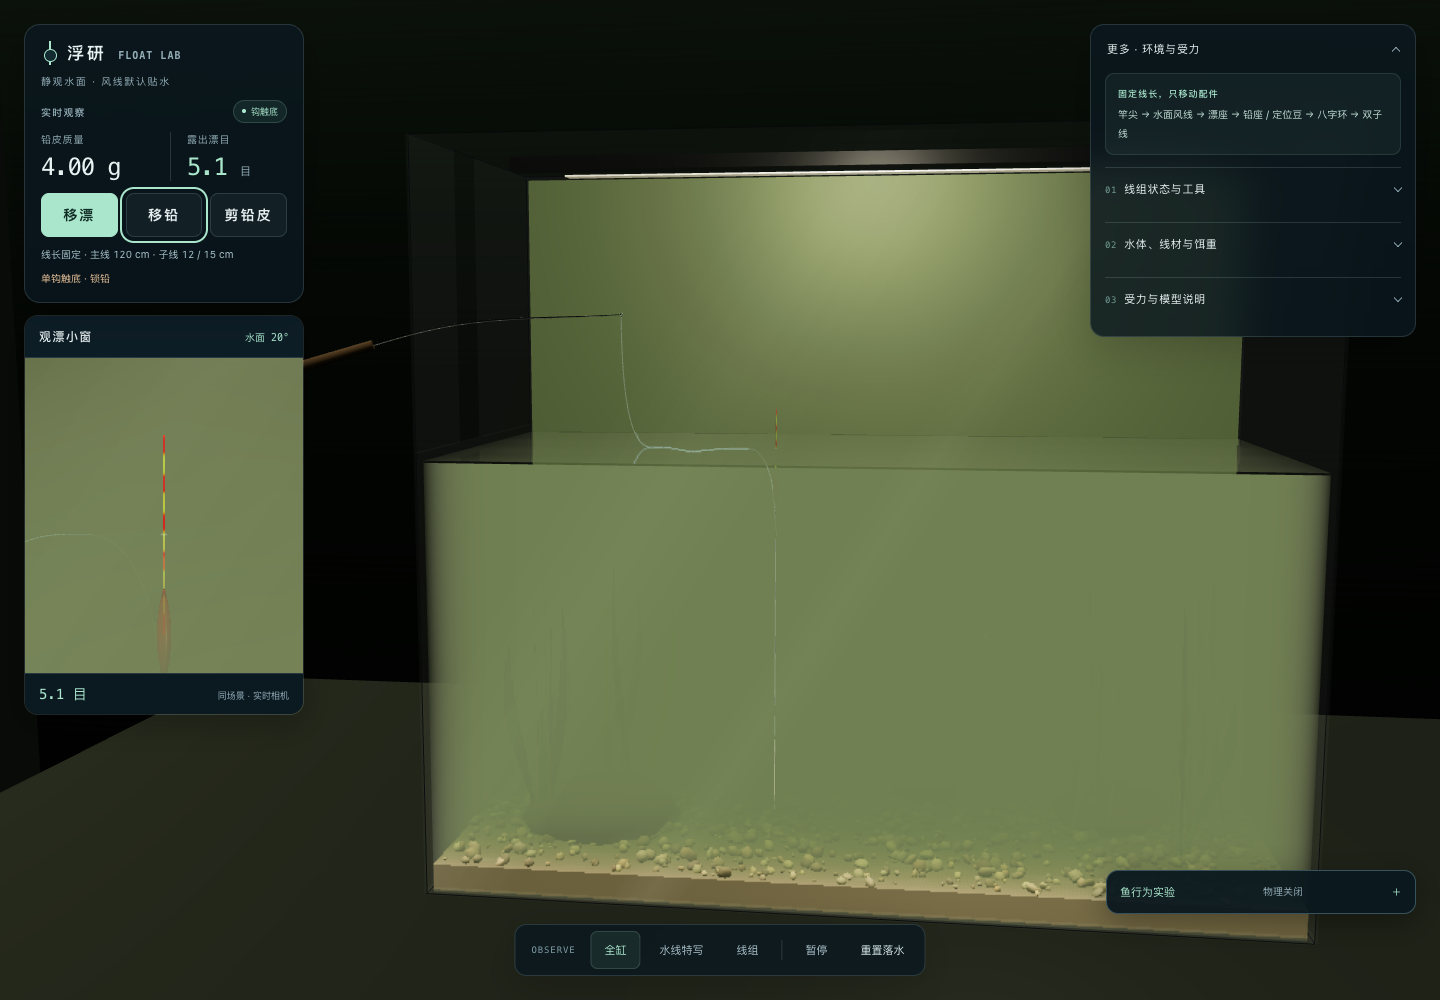 浮研 FLOAT LAB
静观水面 · 风线默认贴水
实时观察 钩触底
铅皮质量 露出漂目
4.00 g 5.1 目
移漂 移铅 剪铅皮
线长固定 · 主线 120 cm · 子线 12 / 15 cm
单钩触底 · 锁铅
观漂小窗 水面 20°
5.1 目 同场景 · 实时相机
更多 · 环境与受力
固定线长，只移动配件
竿尖 → 水面风线 → 漂座 → 铅座 / 定位豆 → 八字环 → 双子
线
01 线组状态与工具
02 水体、线材与饵重
03 受力与模型说明
鱼行为实验 物理关闭 +
OBSERVE 全缸 水线特写 线组 暂停 重置落水